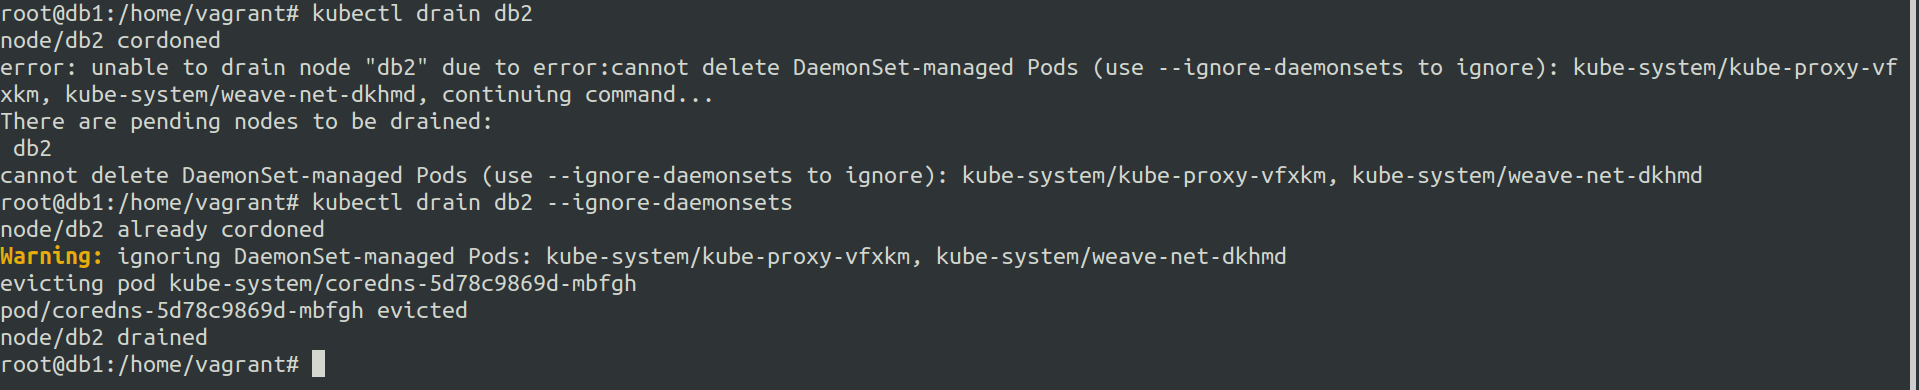 root@db1:/home/vagrant# kubectl drain db2
node/db2 cordoned
error: unable to drain node "db2" due to error:cannot delete DaemonSet-managed Pods (use --ignore-daemonsets to ignore): kube-system/kube-proxy-vf
xkm, kube-system/weave-net-dkhmd, continuing command...
There are pending nodes to be drained:
 db2
cannot delete DaemonSet-managed Pods (use --ignore-daemonsets to ignore): kube-system/kube-proxy-vfxkm, kube-system/weave-net-dkhmd
root@db1:/home/vagrant# kubectl drain db2 --ignore-daemonsets
node/db2 already cordoned
Warning: ignoring DaemonSet-managed Pods: kube-system/kube-proxy-vfxkm, kube-system/weave-net-dkhmd
evicting pod kube-system/coredns-5d78c9869d-mbfgh
pod/coredns-5d78c9869d-mbfgh evicted
node/db2 drained
root@db1:/home/vagrant#